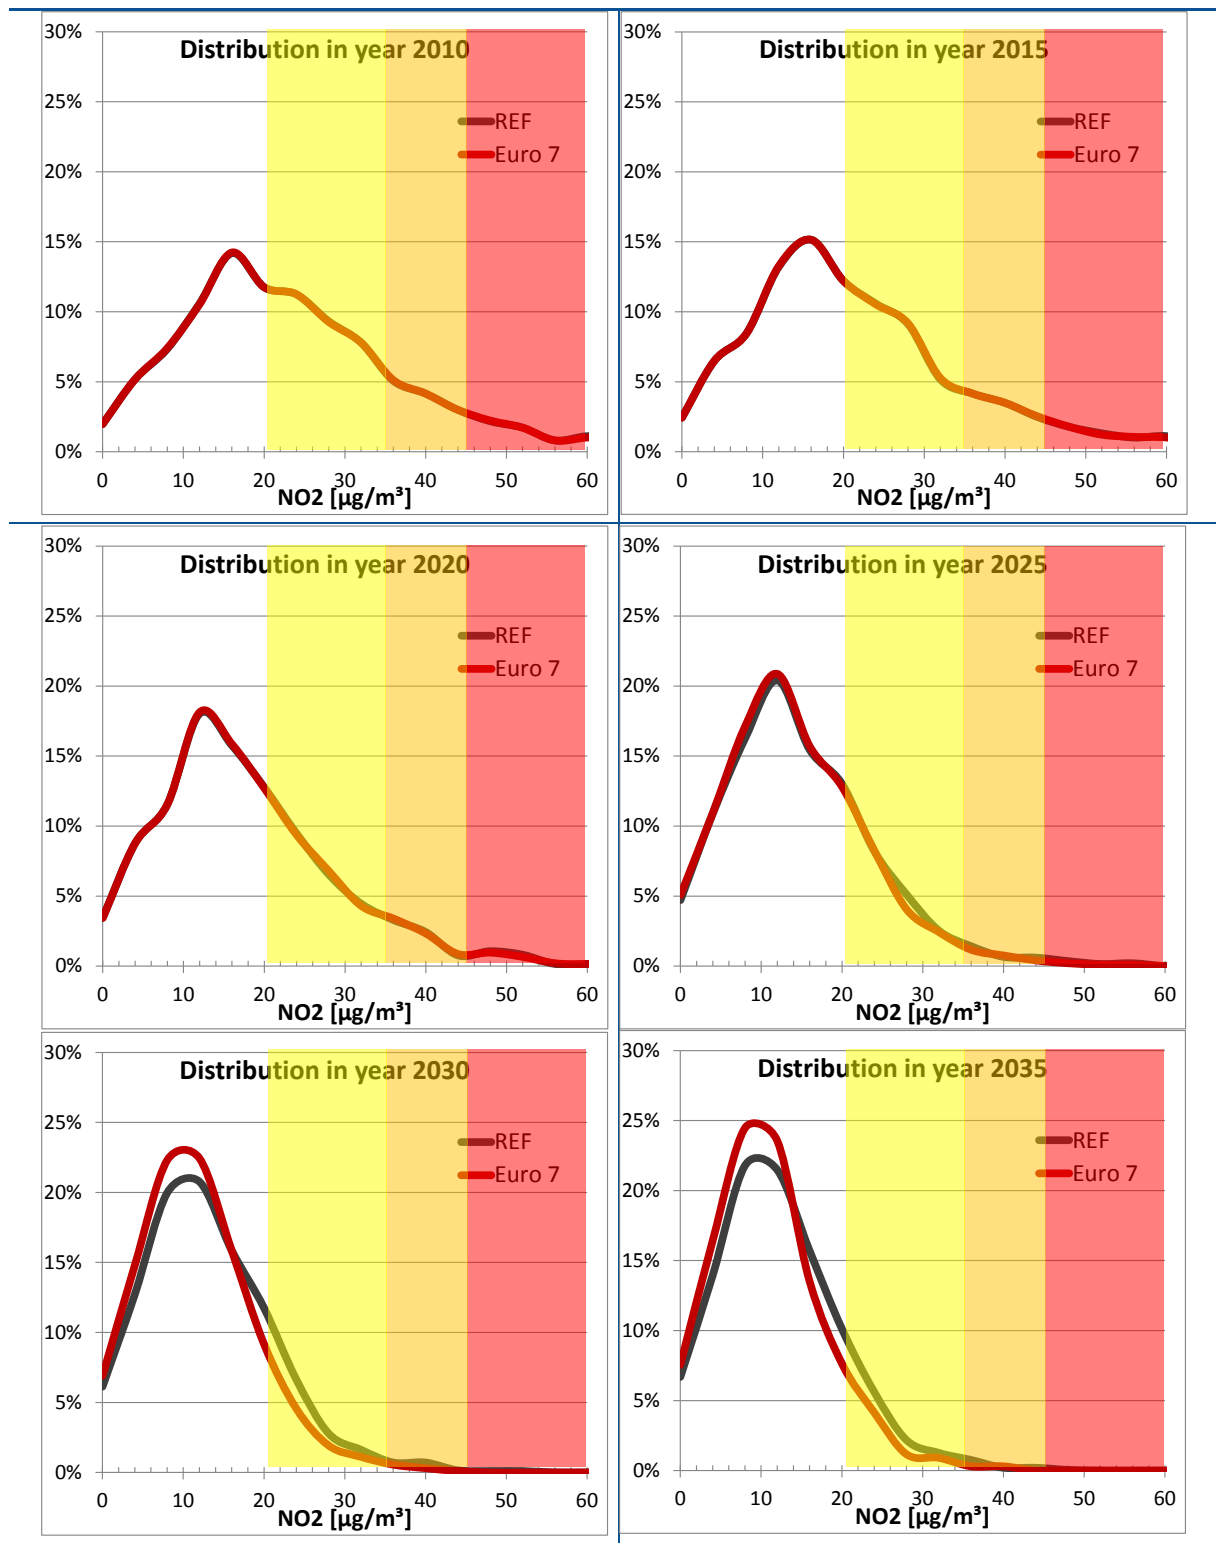 Distribution in year 2010
30%
25%
20%
15%
10%
5%
0%
REF
Euro 7
0 10 20 30 40 50 60
NO2 [µg/m³]
Distribution in year 2015
30%
25%
20%
15%
10%
5%
0%
REF
Euro 7
0 10 20 30 40 50 60
NO2 [µg/m³]
Distribution in year 2020
30%
25%
20%
15%
10%
5%
0%
REF
Euro 7
0 10 20 30 40 50 60
NO2 [µg/m³]
Distribution in year 2025
30%
25%
20%
15%
10%
5%
0%
REF
Euro 7
0 10 20 30 40 50 60
NO2 [µg/m³]
Distribution in year 2030
30%
25%
20%
15%
10%
5%
0%
REF
Euro 7
0 10 20 30 40 50 60
NO2 [µg/m³]
Distribution in year 2035
30%
25%
20%
15%
10%
5%
0%
REF
Euro 7
0 10 20 30 40 50 60
NO2 [µg/m³]